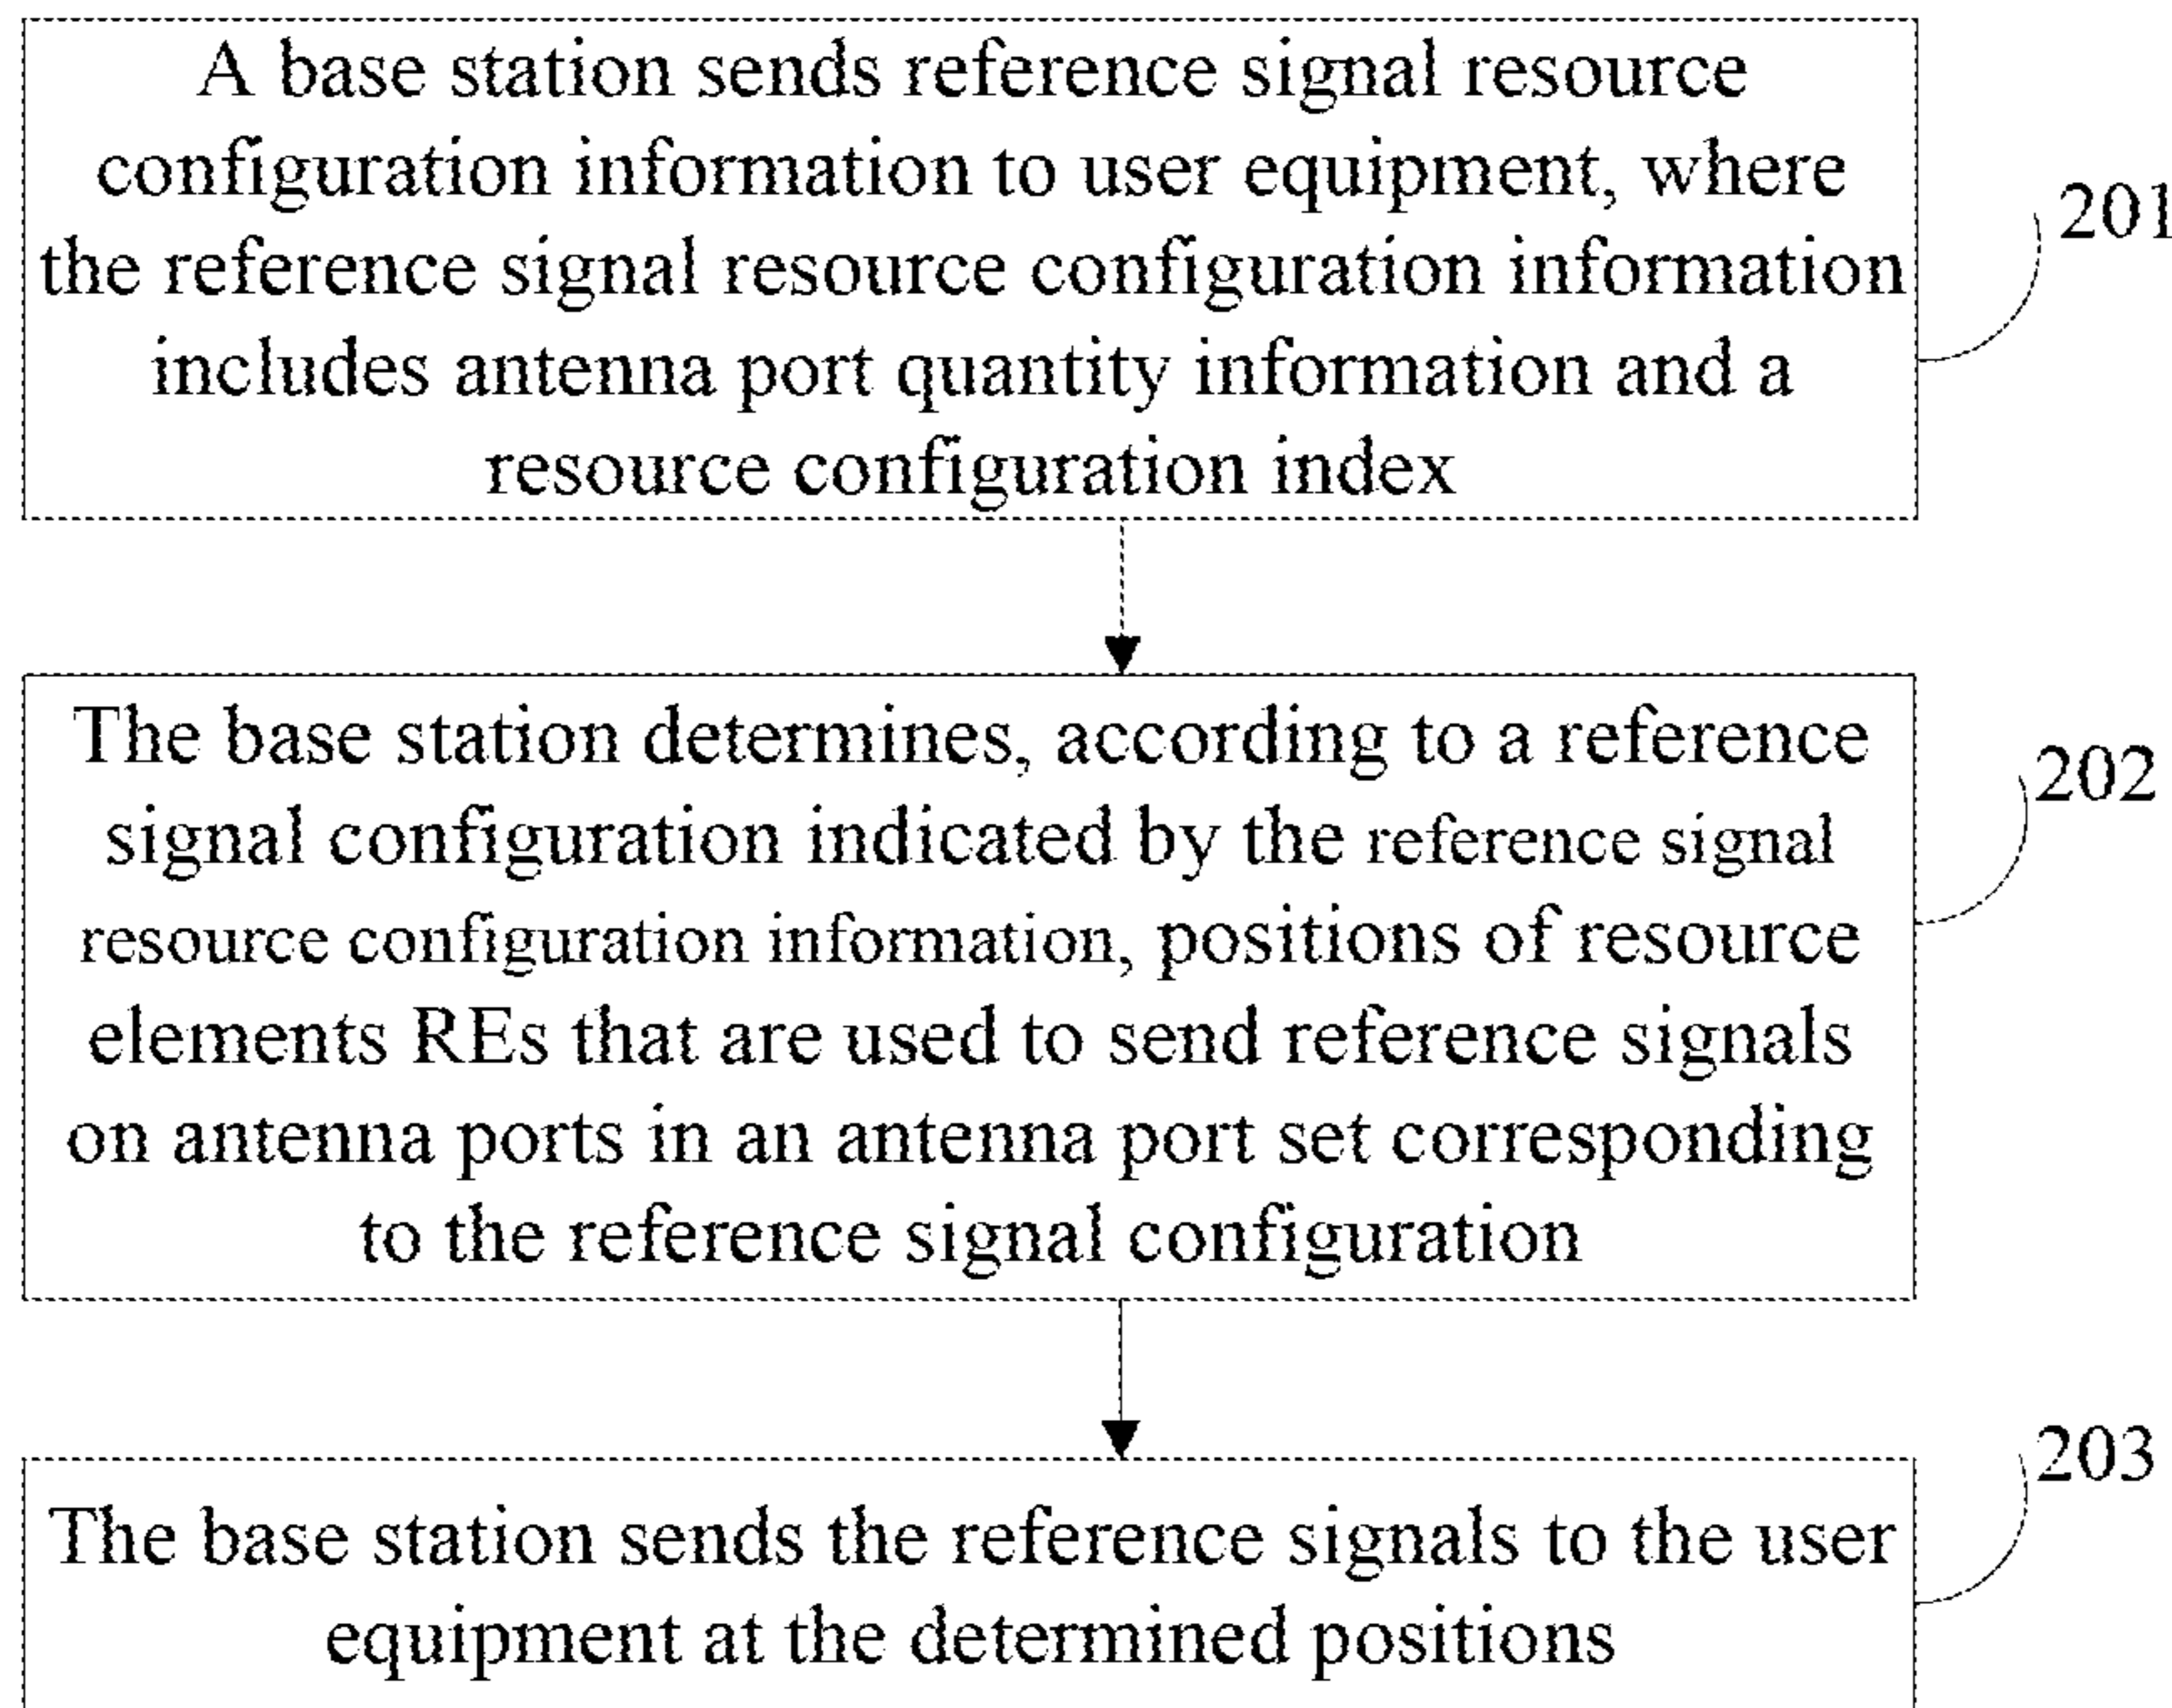 A base station sends reference signal resource
configuration information to user equipment, where
the reference signal resource configuration information
includes antenna port quantity information and a
resource configuration index
201
The base station determines, according to a reference
signal configuration indicated by the reference signal
resource configuration information, positions of resource
elements REs that are used to send reference signals
on antenna ports in an antenna port set corresponding
to the reference signal configuration
202
The base station sends the reference signals to the user
equipment at the determined positions
203